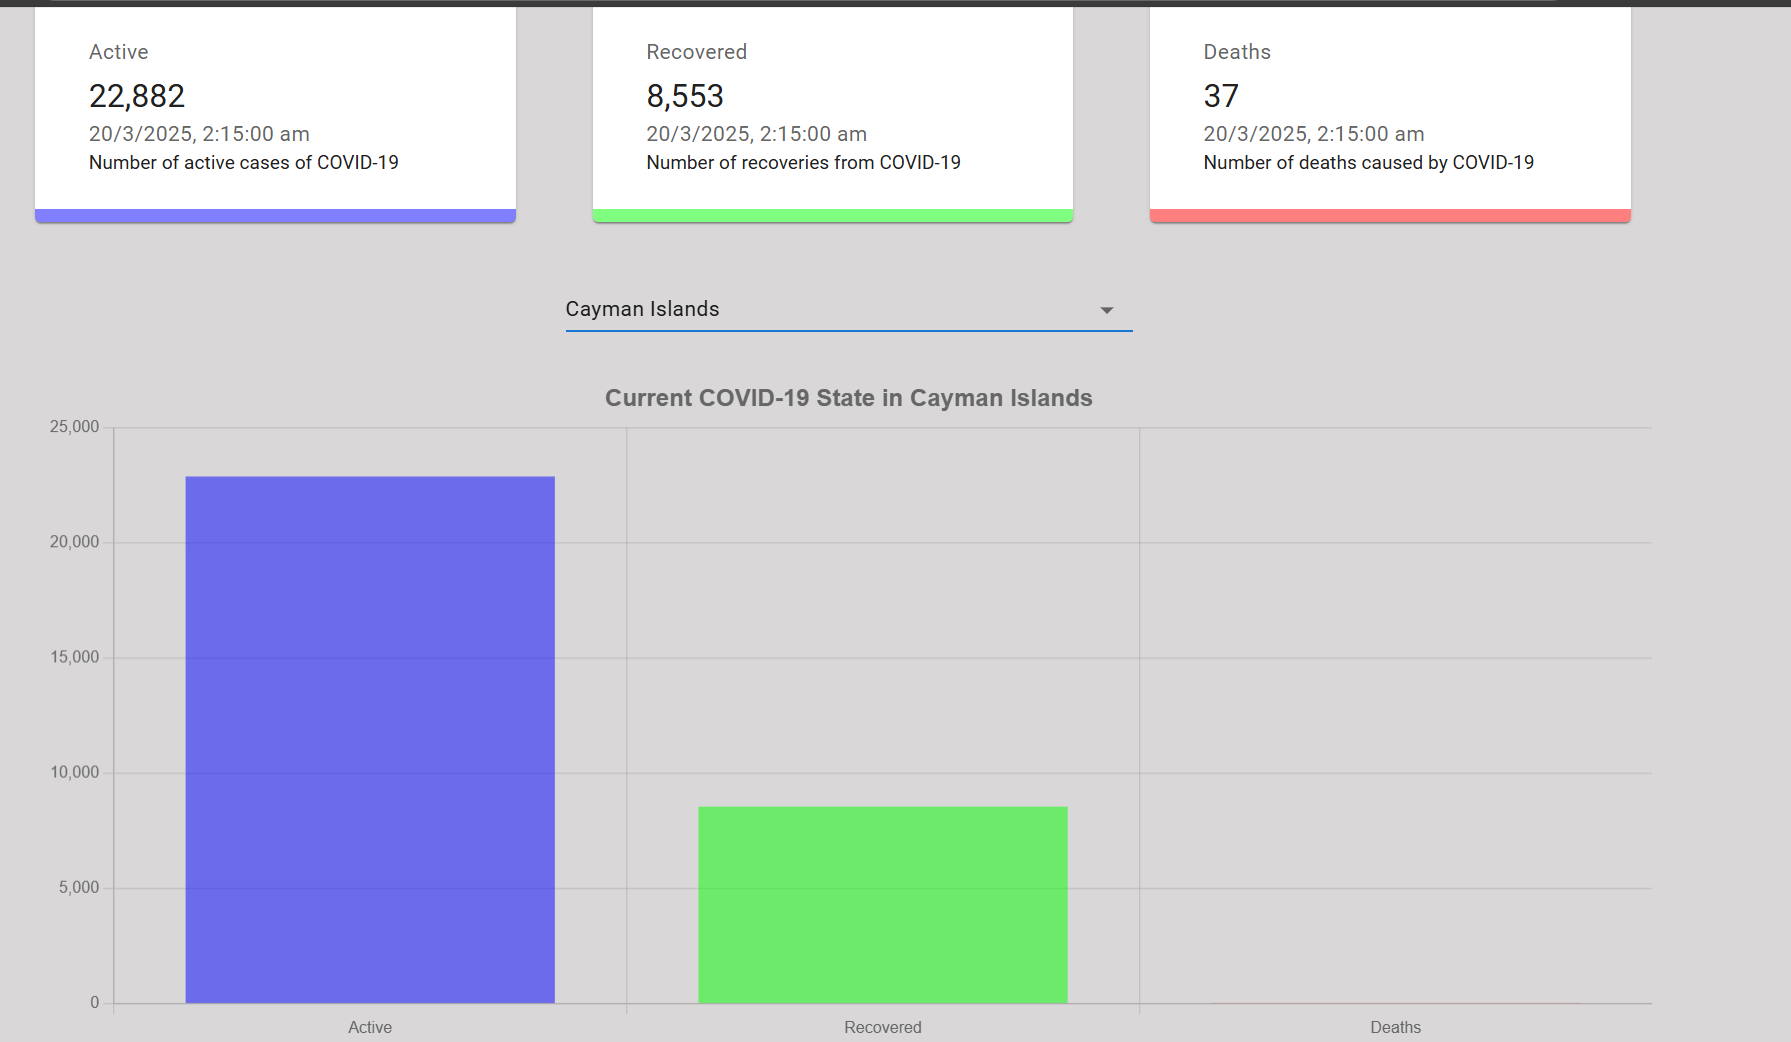 Active
22,882
20/3/2025, 2:15:00 am
Number of active cases of COVID-19
Recovered
8,553
20/3/2025, 2:15:00 am
Number of recoveries from COVID-19
Deaths
37
20/3/2025, 2:15:00 am
Number of deaths caused by COVID-19
Cayman Islands
Current COVID-19 State in Cayman Islands
25,000
20,000
15,000
10,000
5,000
0
Active
Recovered
Deaths